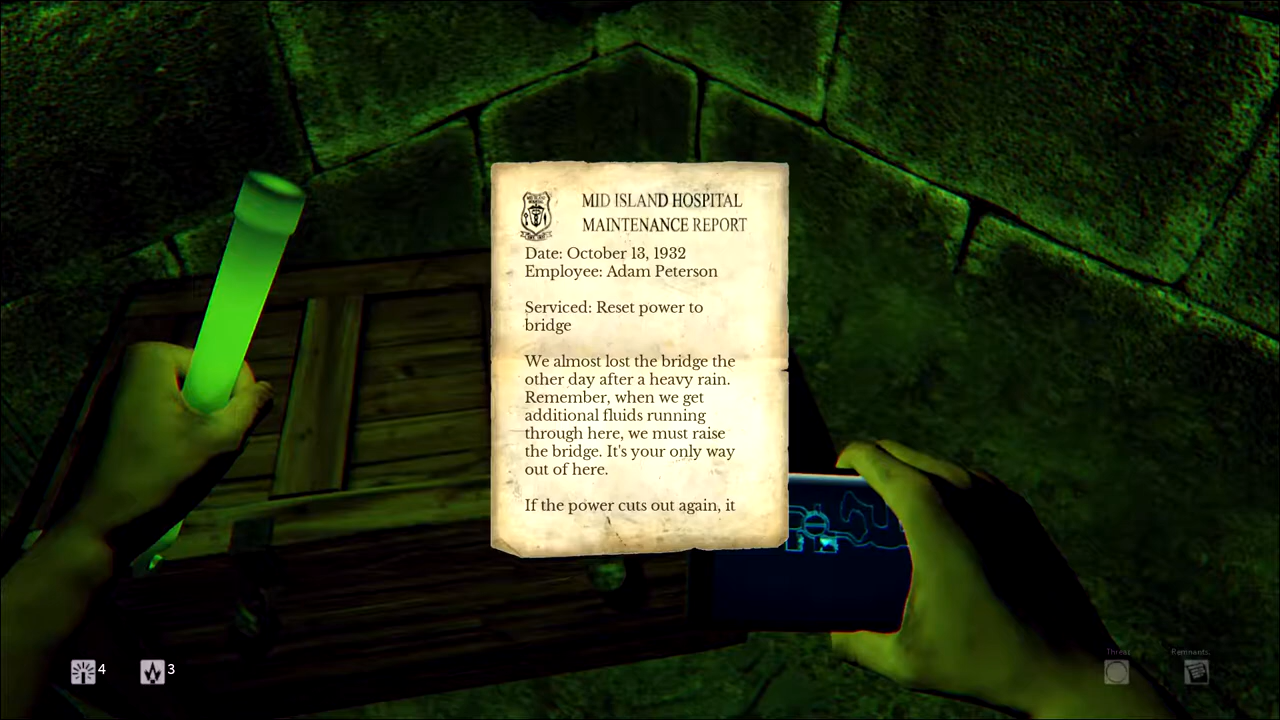 MID ISLAND HOSPITAL
MAINTENANCE REPORT
Date: October 13, 1932
Employee: Adam Peterson
Serviced: Reset power to
bridge
We almost lost the bridge the
other day after a heavy rain.
Remember, when we get
additional fluids running
through here, we must raise
the bridge. It's your only way
out of here.
If the power cuts out again, it
4
3
Threat
Remnants